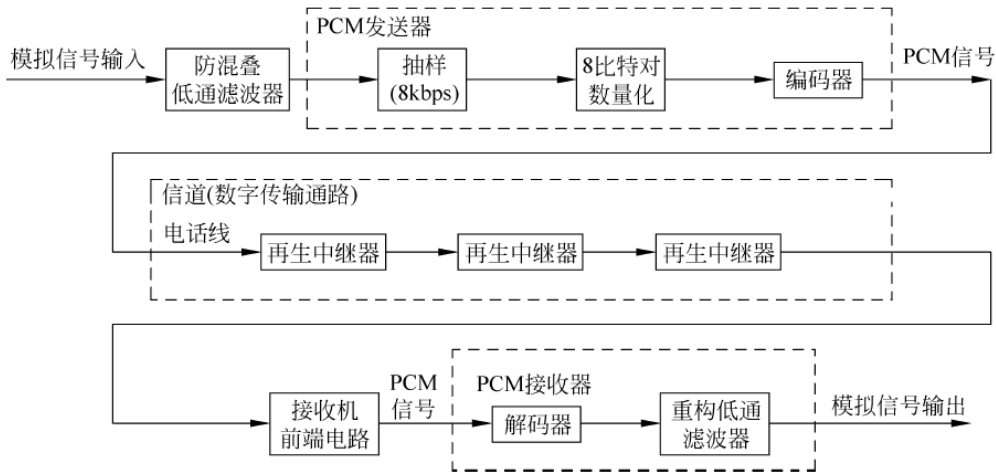 PCM发送器
模拟信号输入
防混叠
低通滤波器
抽样
(8kbps)
8比特对
数量化
编码器
PCM信号
信道(数字传输通路)
电话线
再生中继器
再生中继器
再生中继器
接收机
前端电路
PCM
信号
PCM接收器
解码器
重构低通
滤波器
模拟信号输出